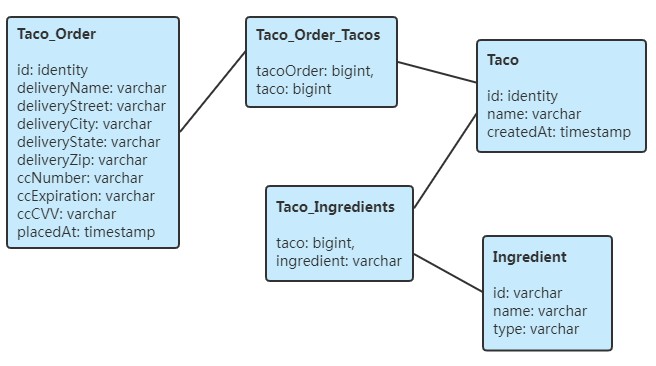 Taco_Order
id: identity
deliveryName: varchar
deliveryStreet: varchar
deliveryCity: varchar
deliveryState: varchar
deliveryZip: varchar
ccNumber: varchar
ccExpiration: varchar
ccCVV: varchar
placedAt: timestamp
Taco_Order_Tacos
tacoOrder: bigint,
taco: bigint
Taco
id: identity
name: varchar
createdAt: timestamp
Taco_Ingredients
taco: bigint,
ingredient: varchar
Ingredient
id: varchar
name: varchar
type: varchar